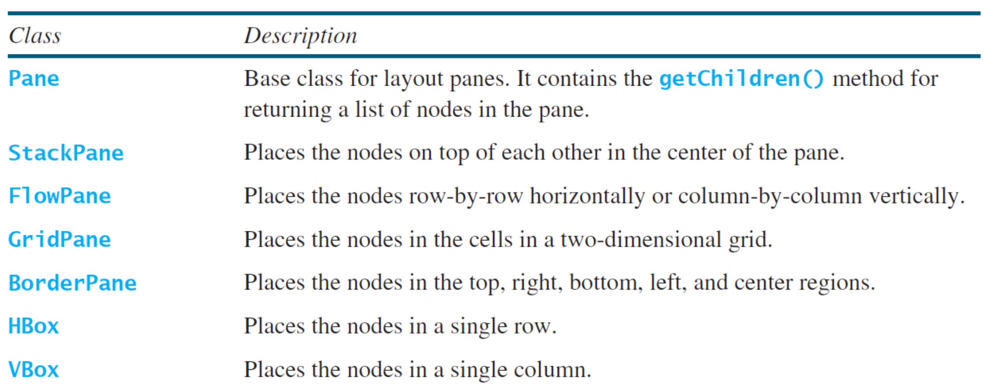 Class Description
Pane Base class for layout panes. It contains the getChildren() method for
returning a list of nodes in the pane.
StackPane Places the nodes on top of each other in the center of the pane.
FlowPane Places the nodes row-by-row horizontally or column-by-column vertically.
GridPane Places the nodes in the cells in a two-dimensional grid.
BorderPane Places the nodes in the top, right, bottom, left, and center regions.
HBox Places the nodes in a single row.
VBox Places the nodes in a single column.